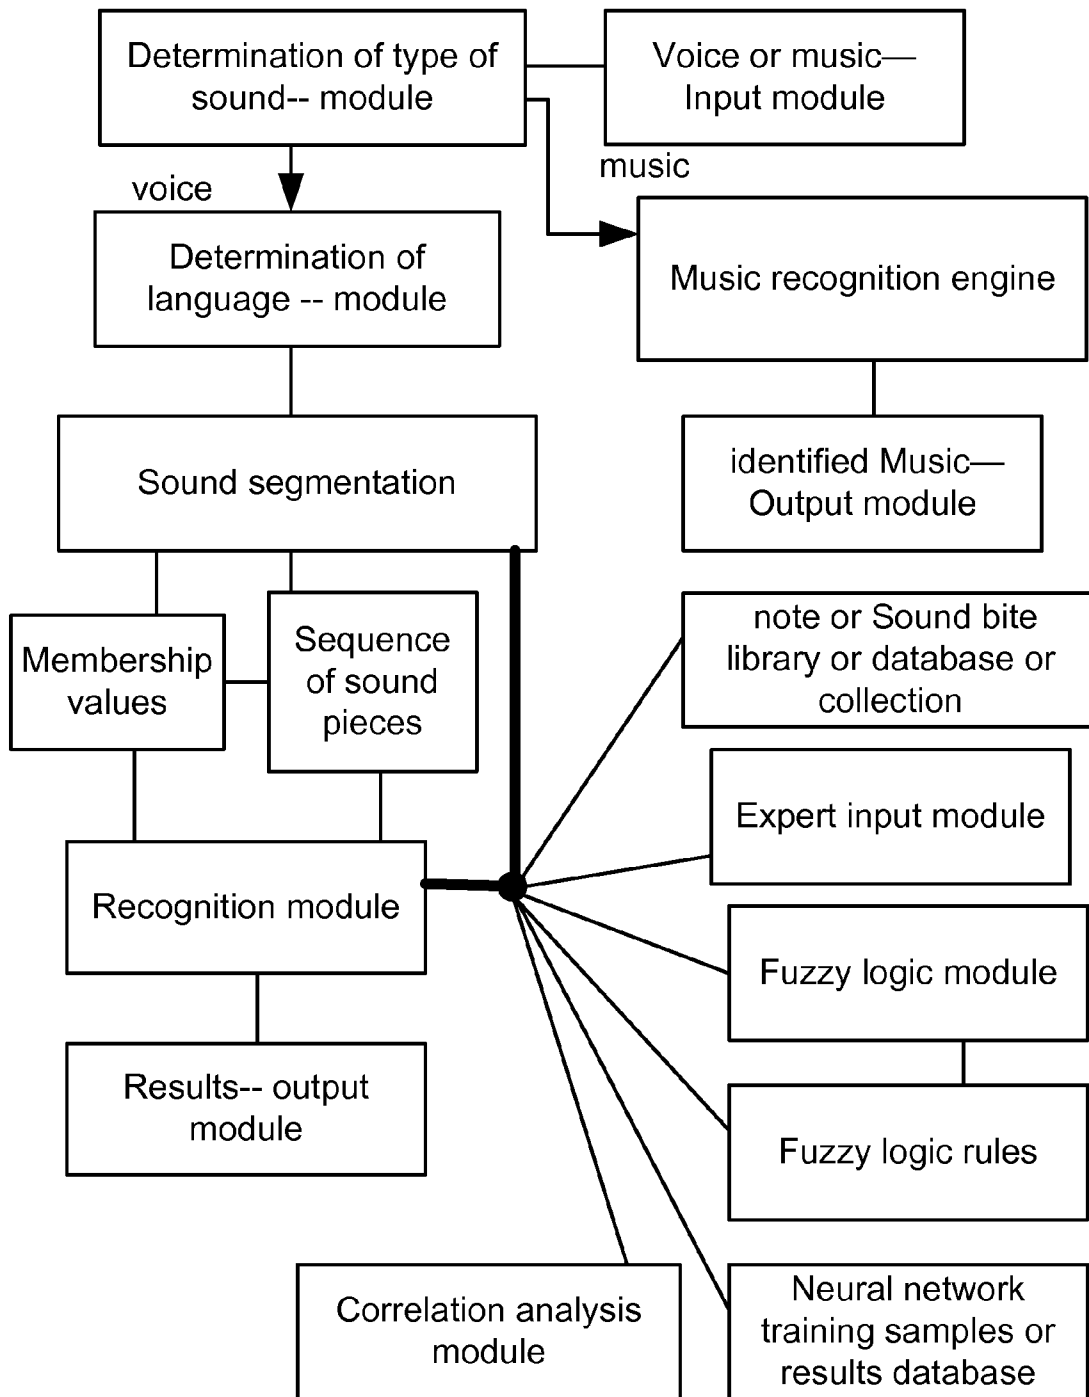 Determination of type of
sound-- module
Voice or music—
Input module
voice
music
Determination of
language -- module
Music recognition engine
Sound segmentation
identified Music—
Output module
Membership
values
Sequence
of sound
pieces
note or Sound bite
library or database or
collection
Expert input module
Recognition module
Fuzzy logic module
Results-- output
module
Fuzzy logic rules
Correlation analysis
module
Neural network
training samples or
results database